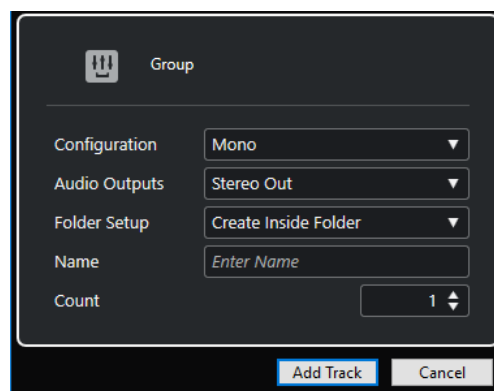 Group
Configuration Mono
Audio Outputs Stereo Out
Folder Setup Create Inside Folder
Name Enter Name
Count 1
Add Track Cancel